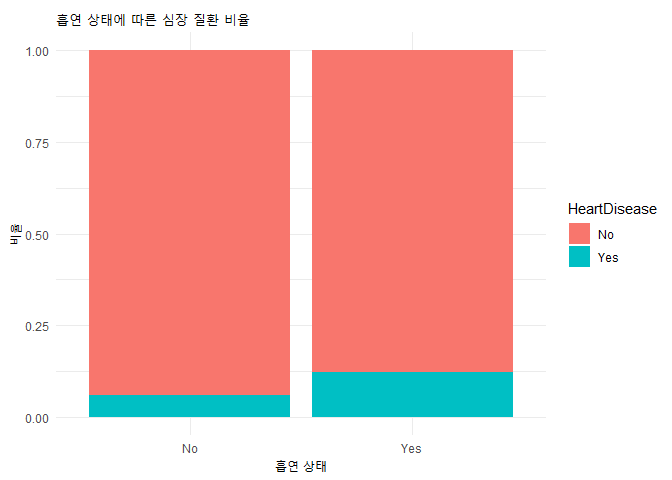 흡연 상태에 따른 심장 질환 비율
1.00
0.75
0.50
0.25
0.00
비율
No
Yes
흡연 상태
HeartDisease
No
Yes